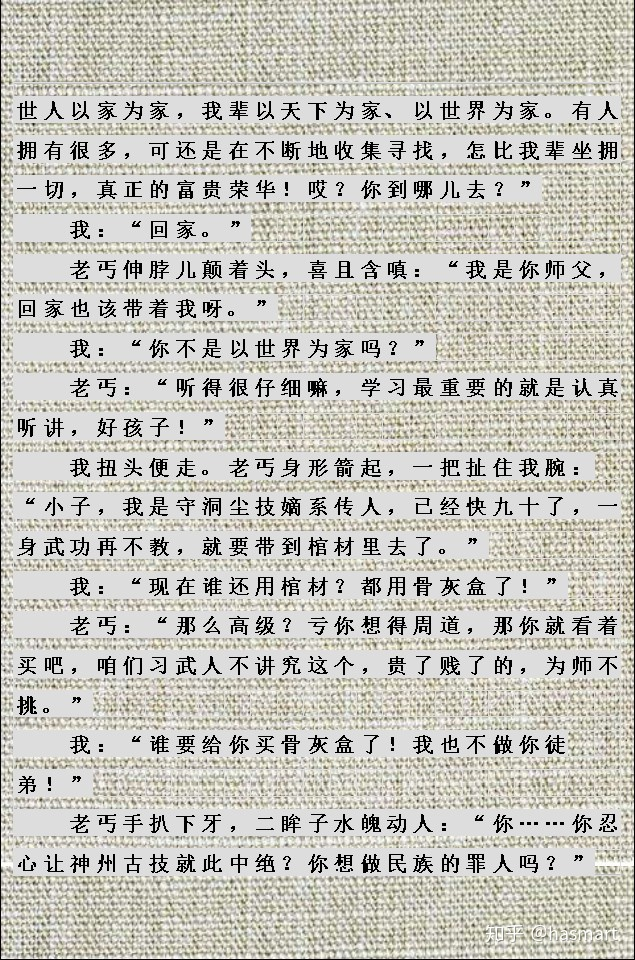 世人以家为家，我辈以天下为家、以世界为家。有人
拥有很多，可还是在不断地收集寻找，怎比我辈坐拥
一切，真正的富贵荣华！哎？你到哪儿去？”
我：“回家。”
老丐伸脖儿颠着头，喜且含嗔：“我是你师父，
回家也该带着我呀。”
我：“你不是以世界为家吗？”
老丐：“听得很仔细嘛，学习最重要的就是认真
听讲，好孩子！”
我扭头便走。老丐身形箭起，一把扯住我腕：
“小子，我是守洞尘技嫡系传人，已经快九十了，一
身武功再不教，就要带到棺材里去了。”
我：“现在谁还用棺材？都用骨灰盒了！”
老丐：“那么高级？亏你想得周道，那你就看着
买吧，咱们习武人不讲究这个，贵了贱了的，为师不
挑。”
我：“谁要给你买骨灰盒了！我也不做你徒
弟！”
老丐手扒下牙，二眸子水魄动人：“你……你忍
心让神州古技就此中绝？你想做民族的罪人吗？”
知乎 @hasmart